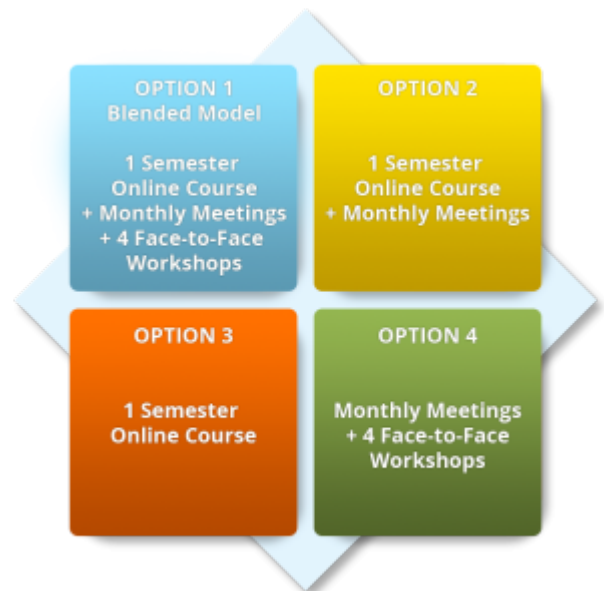 OPTION 1
Blended Model
1 Semester
Online Course
+ Monthly Meetings
+ 4 Face-to-Face
Workshops
OPTION 2
1 Semester
Online Course
+ Monthly Meetings
OPTION 3
1 Semester
Online Course
OPTION 4
Monthly Meetings
+ 4 Face-to-Face
Workshops